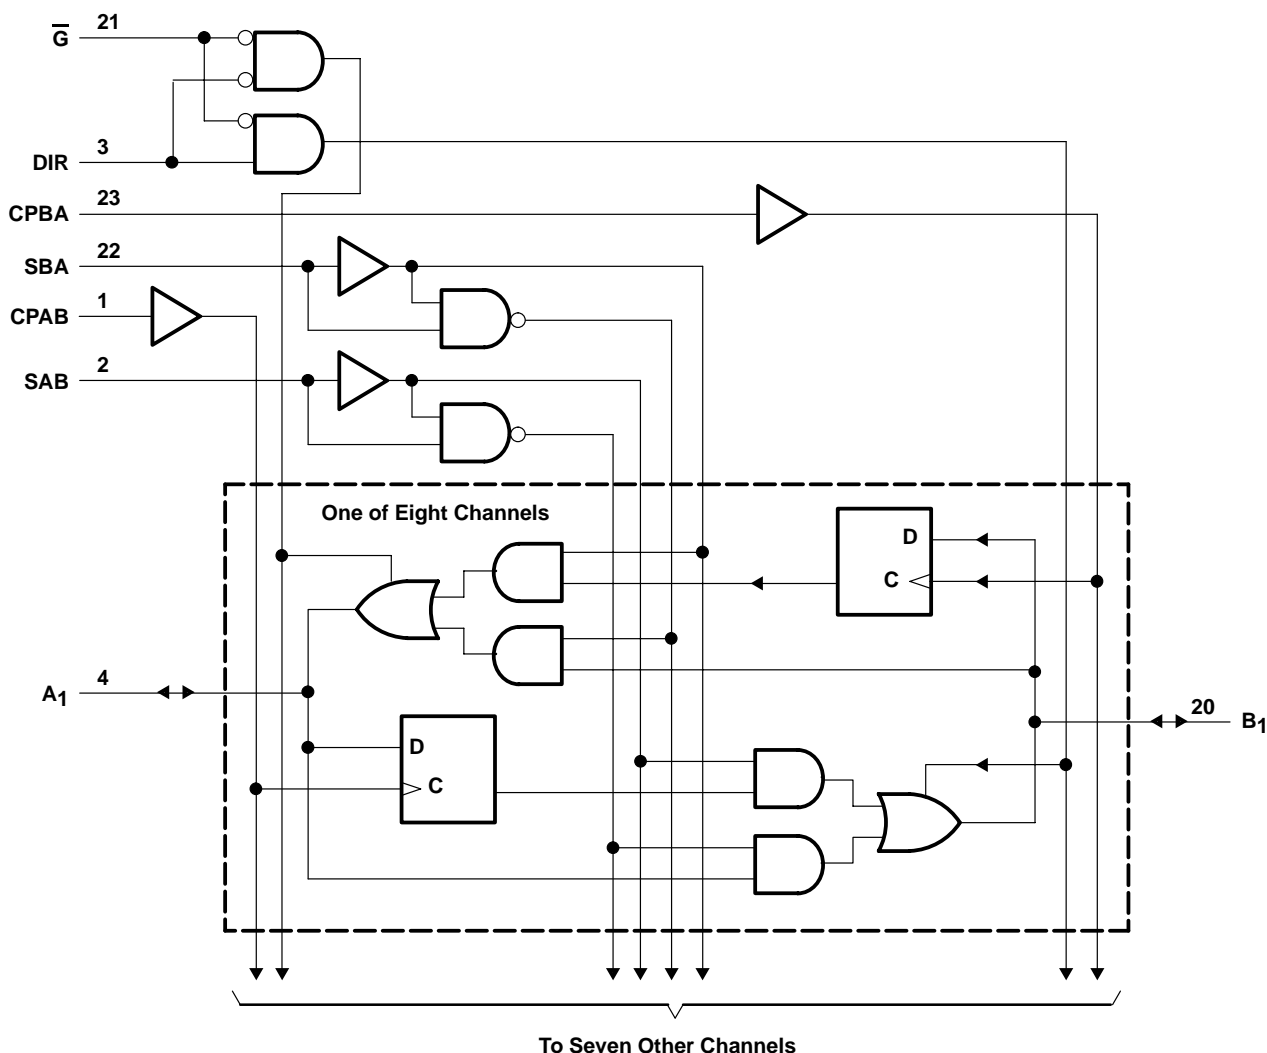 G̅ 21
DIR 3
CPBA 23
SBA 22
CPAB 1
SAB 2
One of Eight Channels
D
C
A1 4
20 B1
D
C
To Seven Other Channels